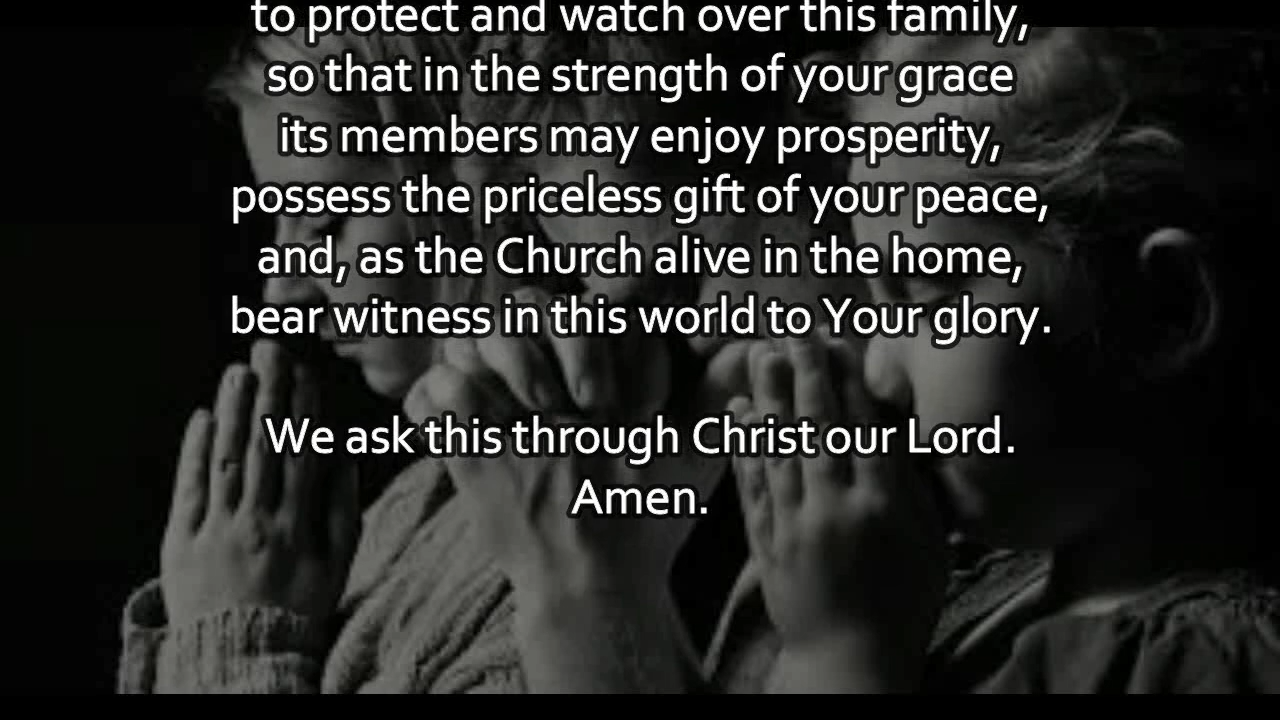 to protect and watch over this family,
so that in the strength of your grace
its members may enjoy prosperity,
possess the priceless gift of your peace,
and, as the Church alive in the home,
bear witness in this world to Your glory.
We ask this through Christ our Lord.
Amen.